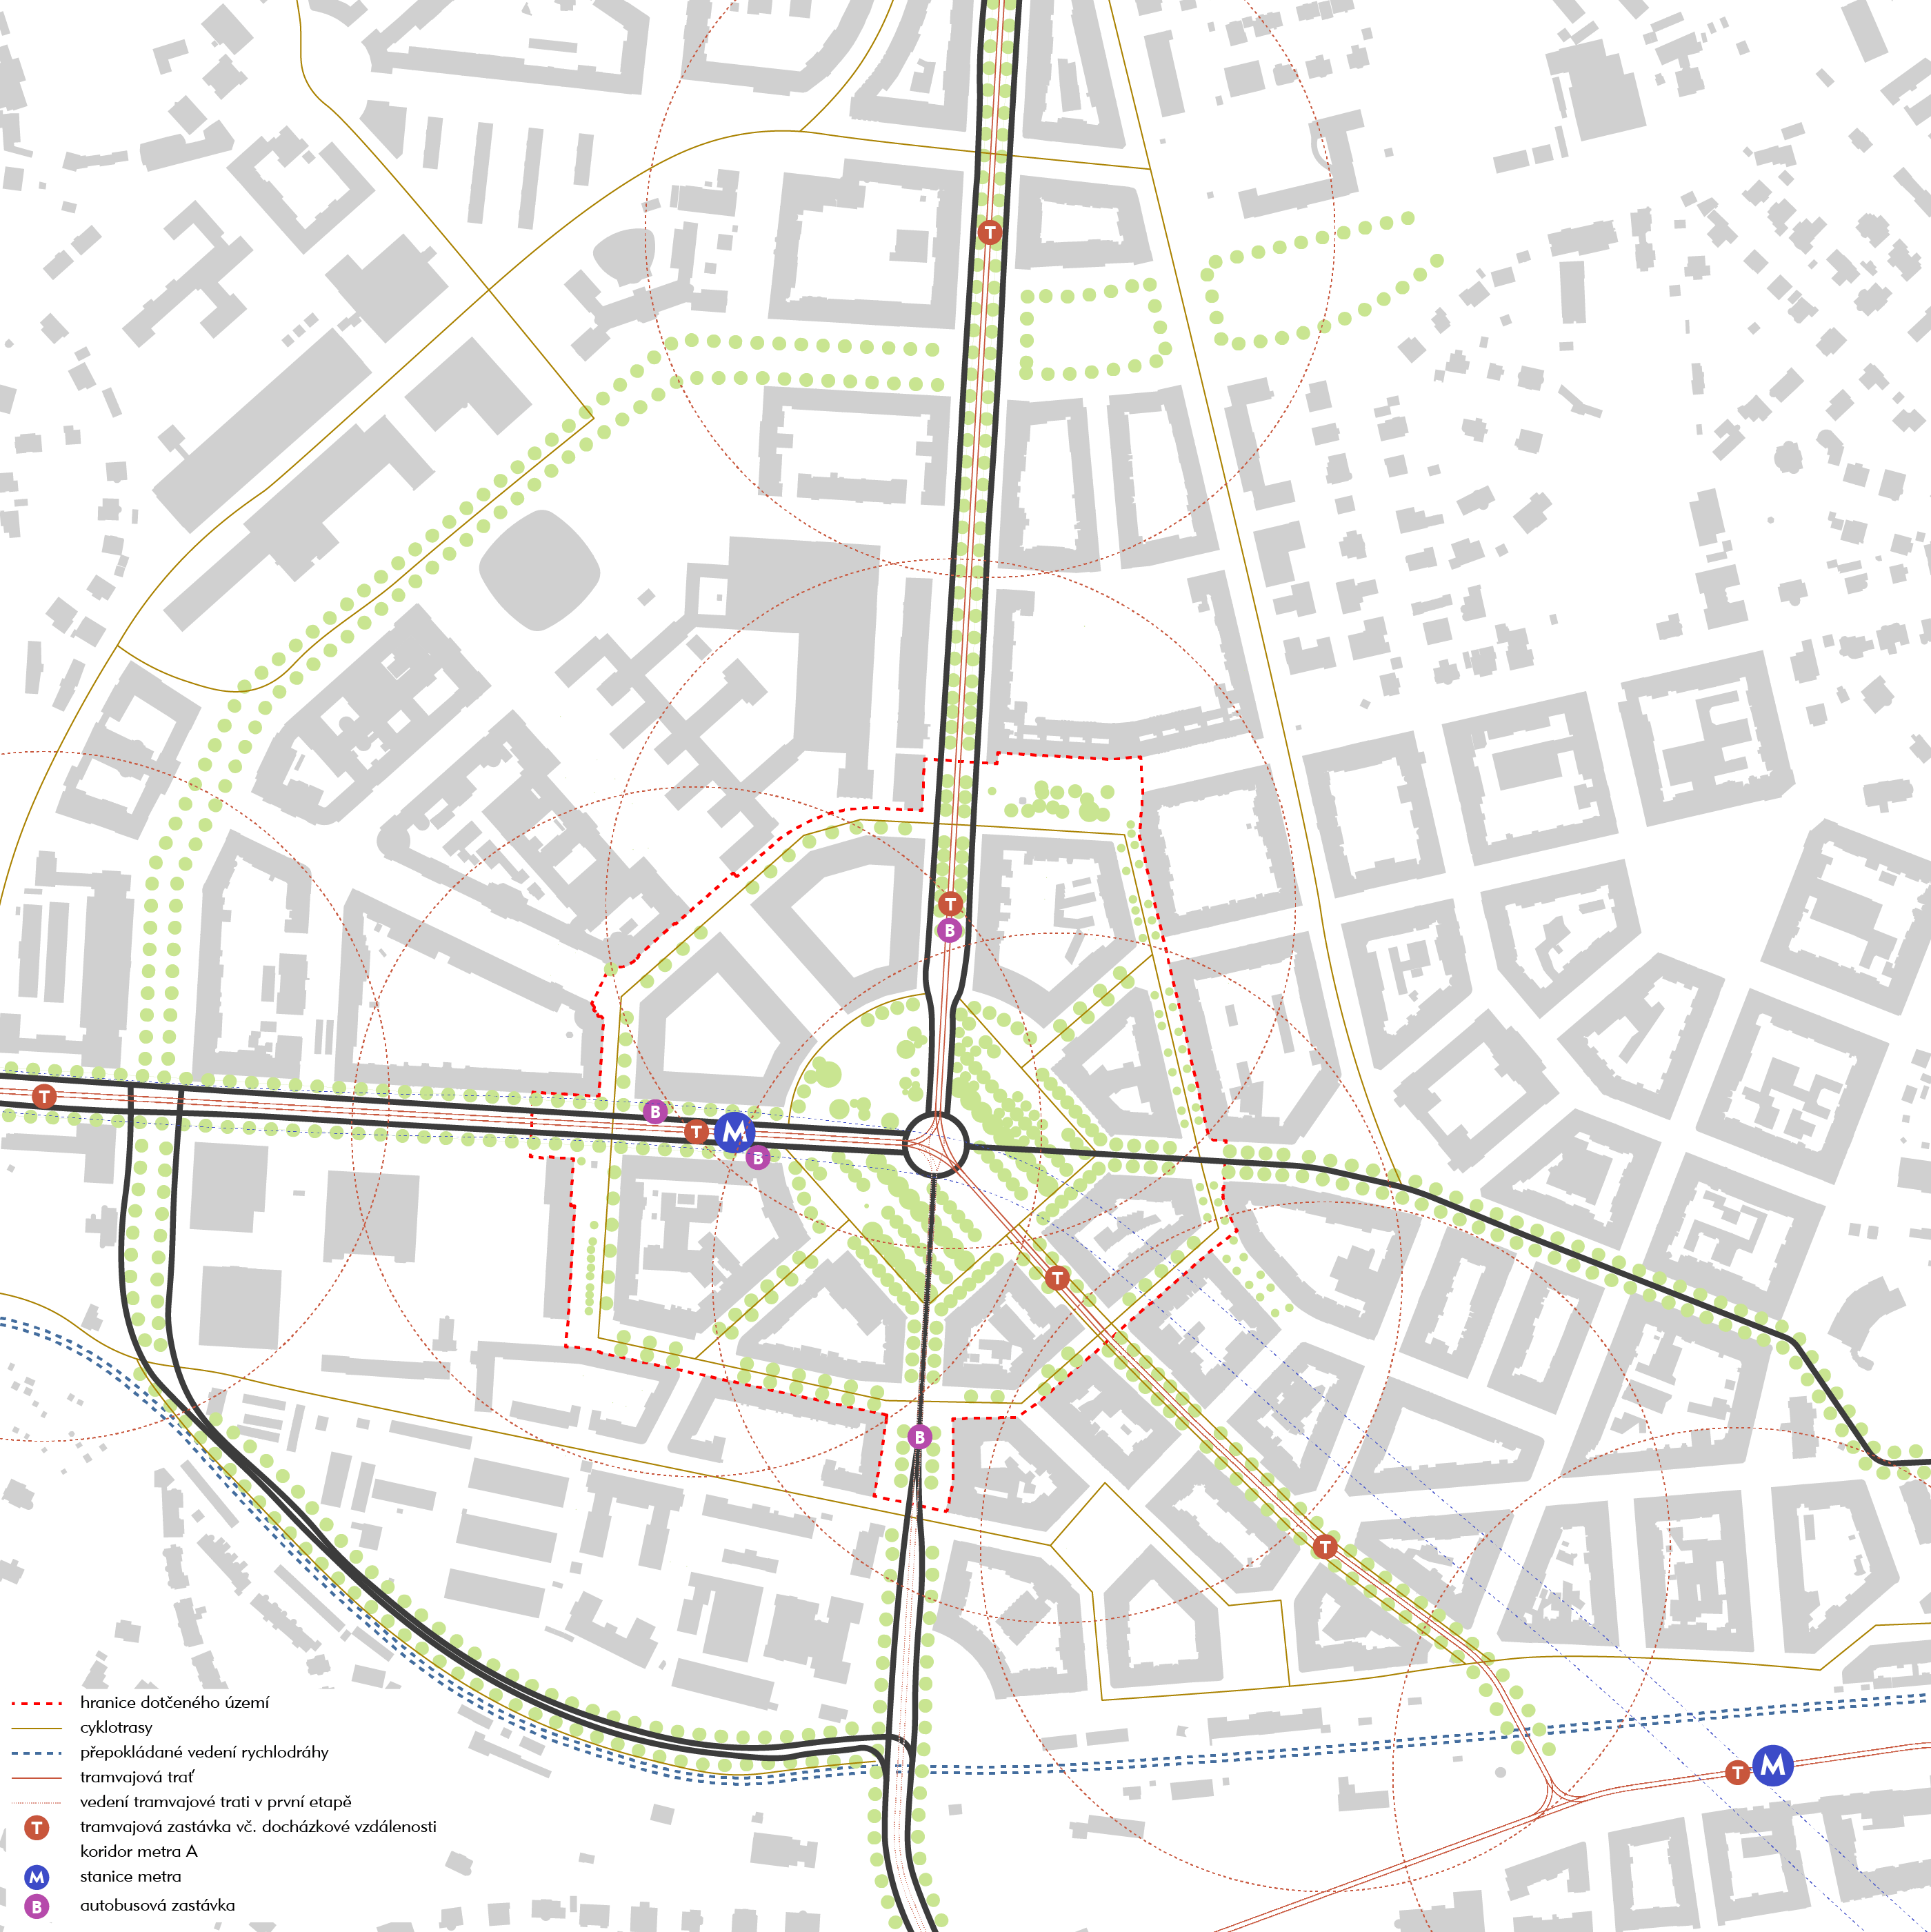 T
T
B
B
T
M
B
T
T
B
T
T
M
hranice dotčeného území
cyklotrasy
přepokládané vedení rychlodráhy
tramvajová trať
vedení tramvajové trati v první etapě
T tramvajová zastávka vč. docházkové vzdálenosti
koridor metra A
M stanice metra
B autobusová zastávka